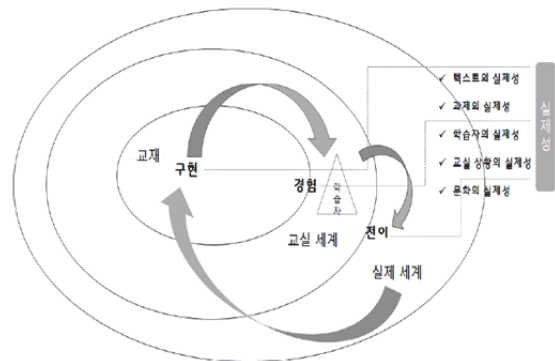 ✓ 텍스트의 실제성
✓ 과제의 실제성
✓ 학습자의 실제성
✓ 교실 상황의 실제성
✓ 문화의 실제성
실제성
교재
구현
경험
학습자
교실 세계
전이
실제 세계